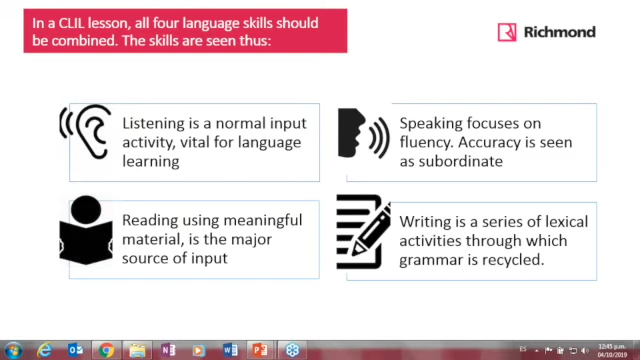 In a CLIL lesson, all four language skills should
be combined. The skills are seen thus:
Richmond
Listening is a normal input
activity, vital for language
learning
Speaking focuses on
fluency. Accuracy is seen
as subordinate
Reading using meaningful
material, is the major
source of input
Writing is a series of lexical
activities through which
grammar is recycled.
ES
12:45 p.m.
04/10/2019